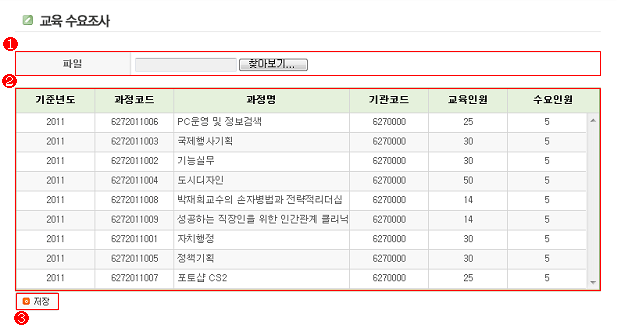 교육 수요조사
1
파일 찾아보기...
2
기준년도 과정코드 과정명 기관코드 교육인원 수요인원
2011 6272011006 PC운영 및 정보검색 6270000 25 5
2011 6272011003 국제행사기획 6270000 30 5
2011 6272011002 기능실무 6270000 30 5
2011 6272011004 도시디자인 6270000 50 5
2011 6272011008 박재희교수의 손자병법과 전략적리더십 6270000 14 5
2011 6272011009 성공하는 직장인을 위한 인간관계 클리닉 6270000 14 5
2011 6272011001 자치행정 6270000 30 5
2011 6272011005 정책기획 6270000 30 5
2011 6272011007 포토샵 CS2 6270000 25 5
저장
3